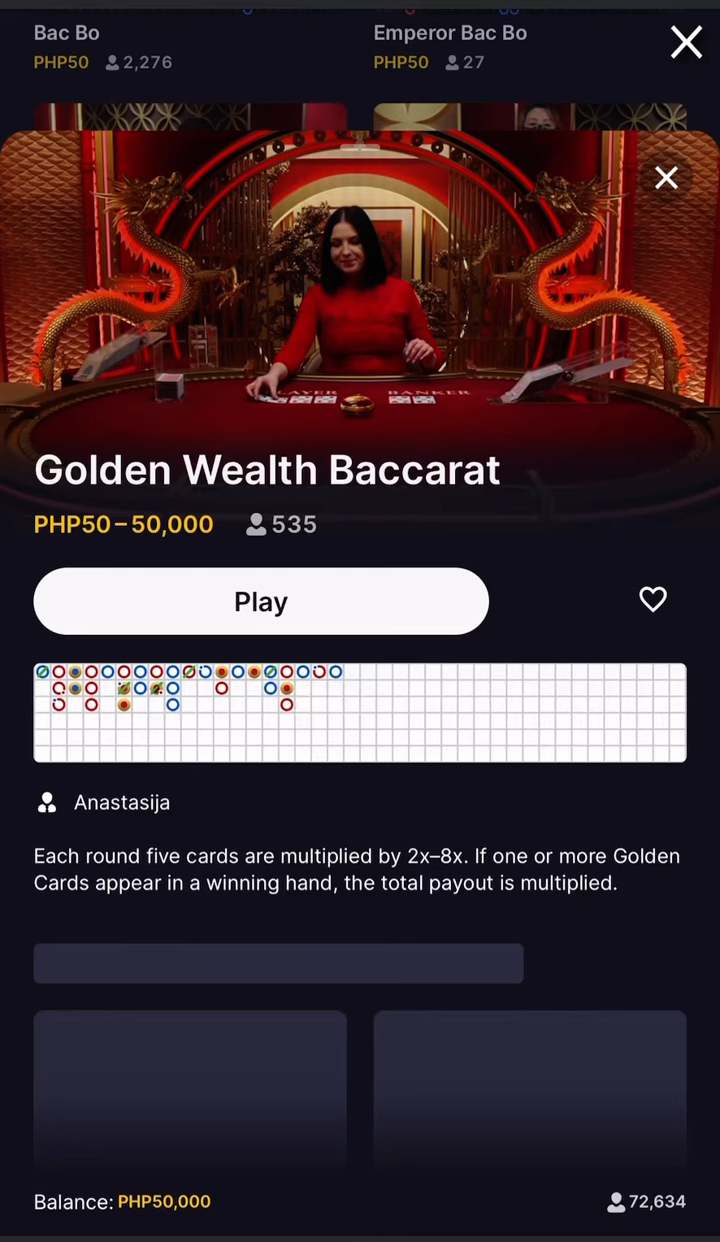 Bac Bo
Emperor Bac Bo
PHP50 2,276
PHP50 27
PLAYER BANKER
Golden Wealth Baccarat
PHP50–50,000 535
Play
Anastasija
Each round five cards are multiplied by 2x–8x. If one or more Golden
Cards appear in a winning hand, the total payout is multiplied.
Balance: PHP50,000
72,634